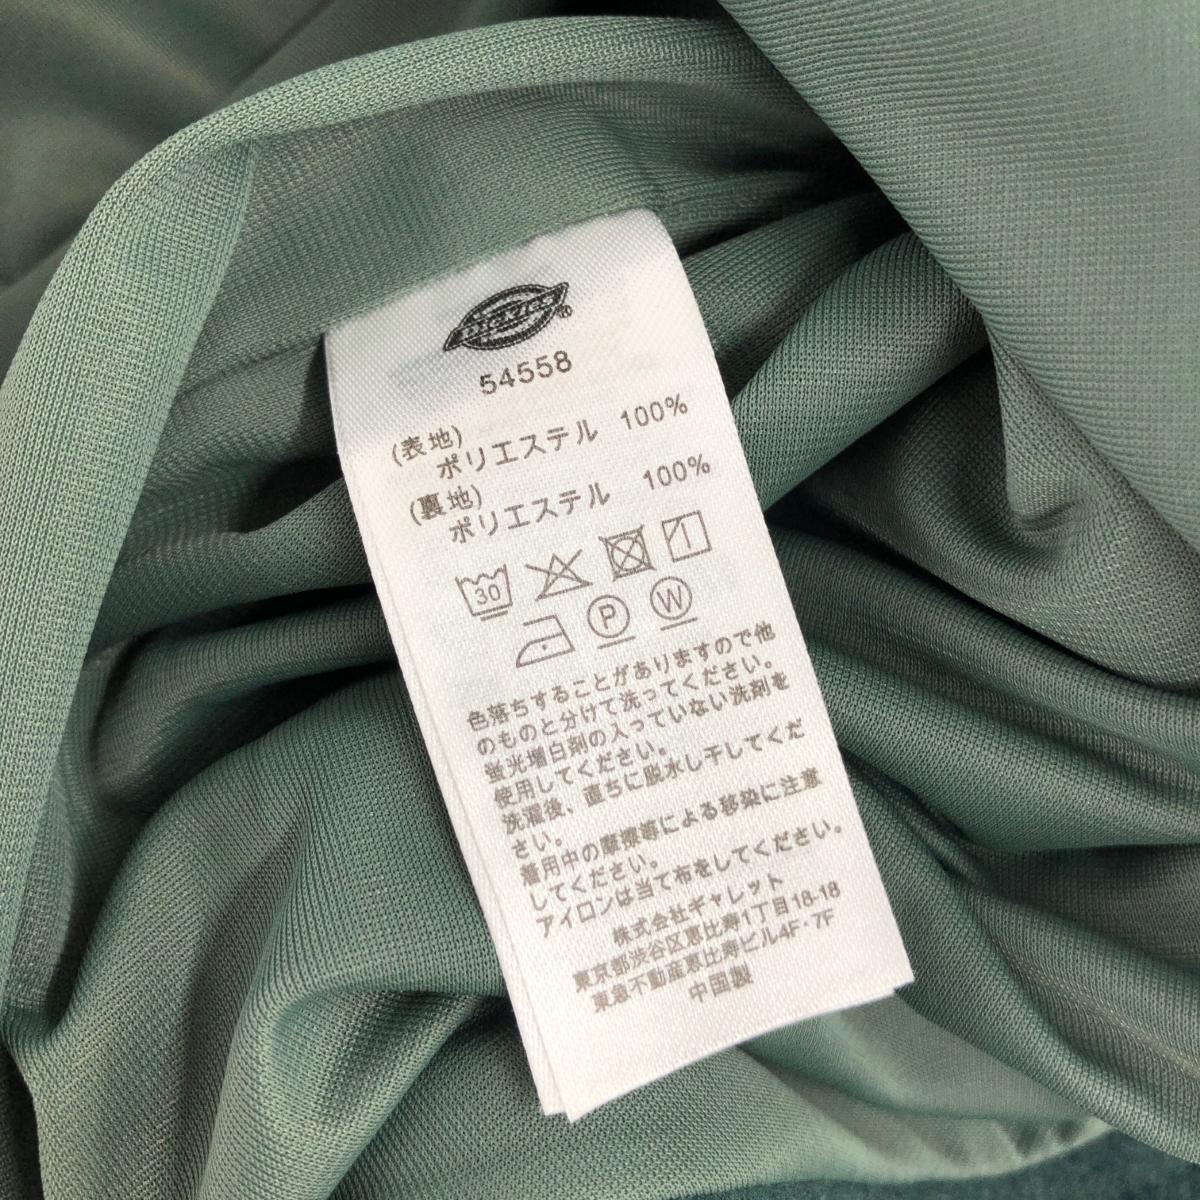 Dickies®
54558
(表地)
ポリエステル 100%
(裏地)
ポリエステル 100%
30
P W
色落ちすることがありますので他
のものと分けて洗ってください。
蛍光増白剤の入っていない洗剤を
使用してください。
洗濯後、直ちに脱水し干してくだ
さい。
着用中の摩擦等による移染に注意
してください。
アイロンは当て布をしてください。
株式会社ギャレット
東京都渋谷区恵比寿1丁目18-18
東急不動産恵比寿ビル4F・7F
中国製